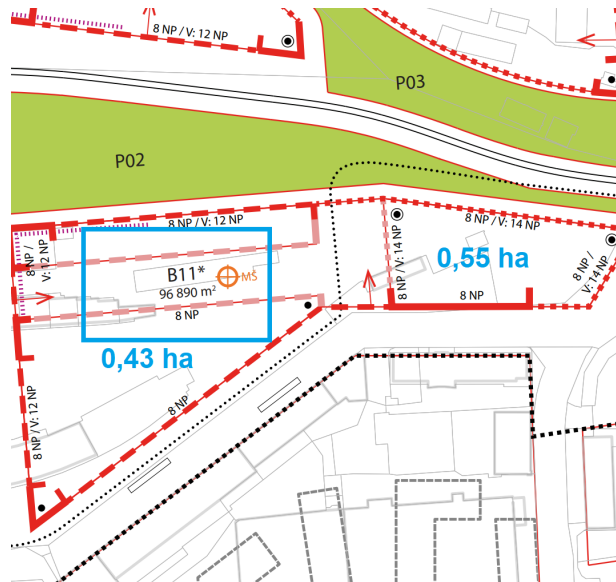 8 NP / V: 12 NP
P03
P02
8 NP / V: 12 NP
8 NP / V: 14 NP
8 NP /
V: 12 NP
8 NP / V: 14 NP
8 NP /
V: 14 NP
0,55 ha
B11*
MŠ
96 890 m²
8 NP
8 NP
0,43 ha
8 NP / V: 12 NP
8 NP